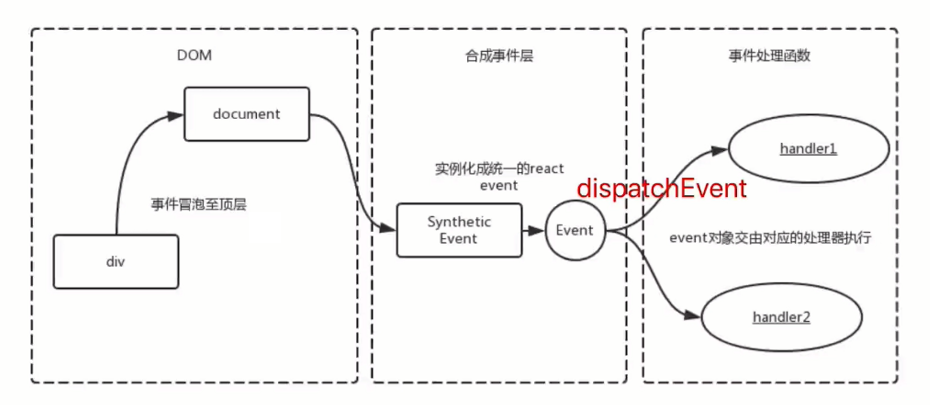 DOM
合成事件层
事件处理函数
document
handler1
实例化成统一的react
event
dispatchEvent
事件冒泡至顶层
Synthetic
Event
Event
event对象交由对应的处理器执行
div
handler2